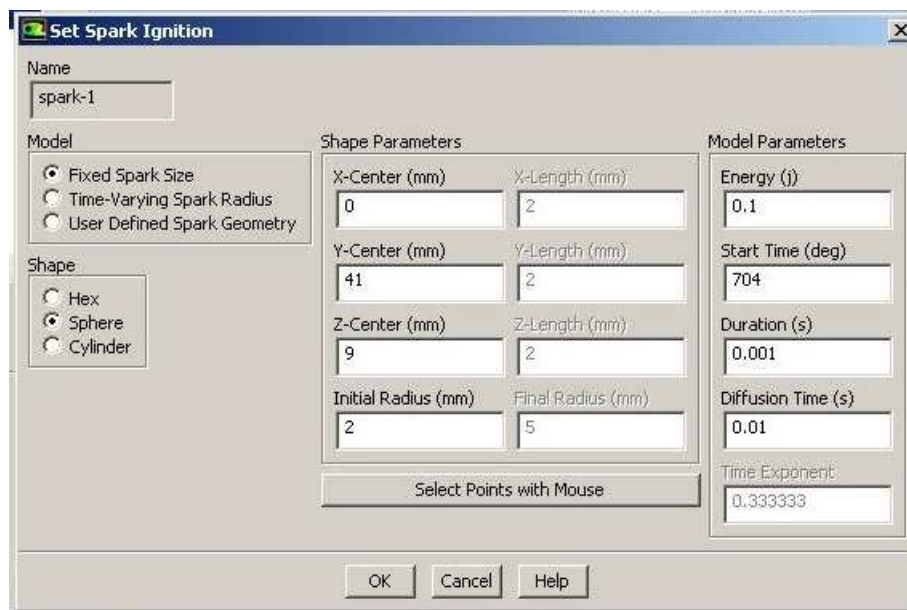 Set Spark Ignition
Name
spark-1
Model
Fixed Spark Size
Time-Varying Spark Radius
User Defined Spark Geometry
Shape
Hex
Sphere
Cylinder
Shape Parameters
X-Center (mm) X-Length (mm)
0 2
Y-Center (mm) Y-Length (mm)
41 2
Z-Center (mm) Z-Length (mm)
9 2
Initial Radius (mm) Final Radius (mm)
2 5
Select Points with Mouse
Model Parameters
Energy (j)
0.1
Start Time (deg)
704
Duration (s)
0.001
Diffusion Time (s)
0.01
Time Exponent
0.333333
OK Cancel Help